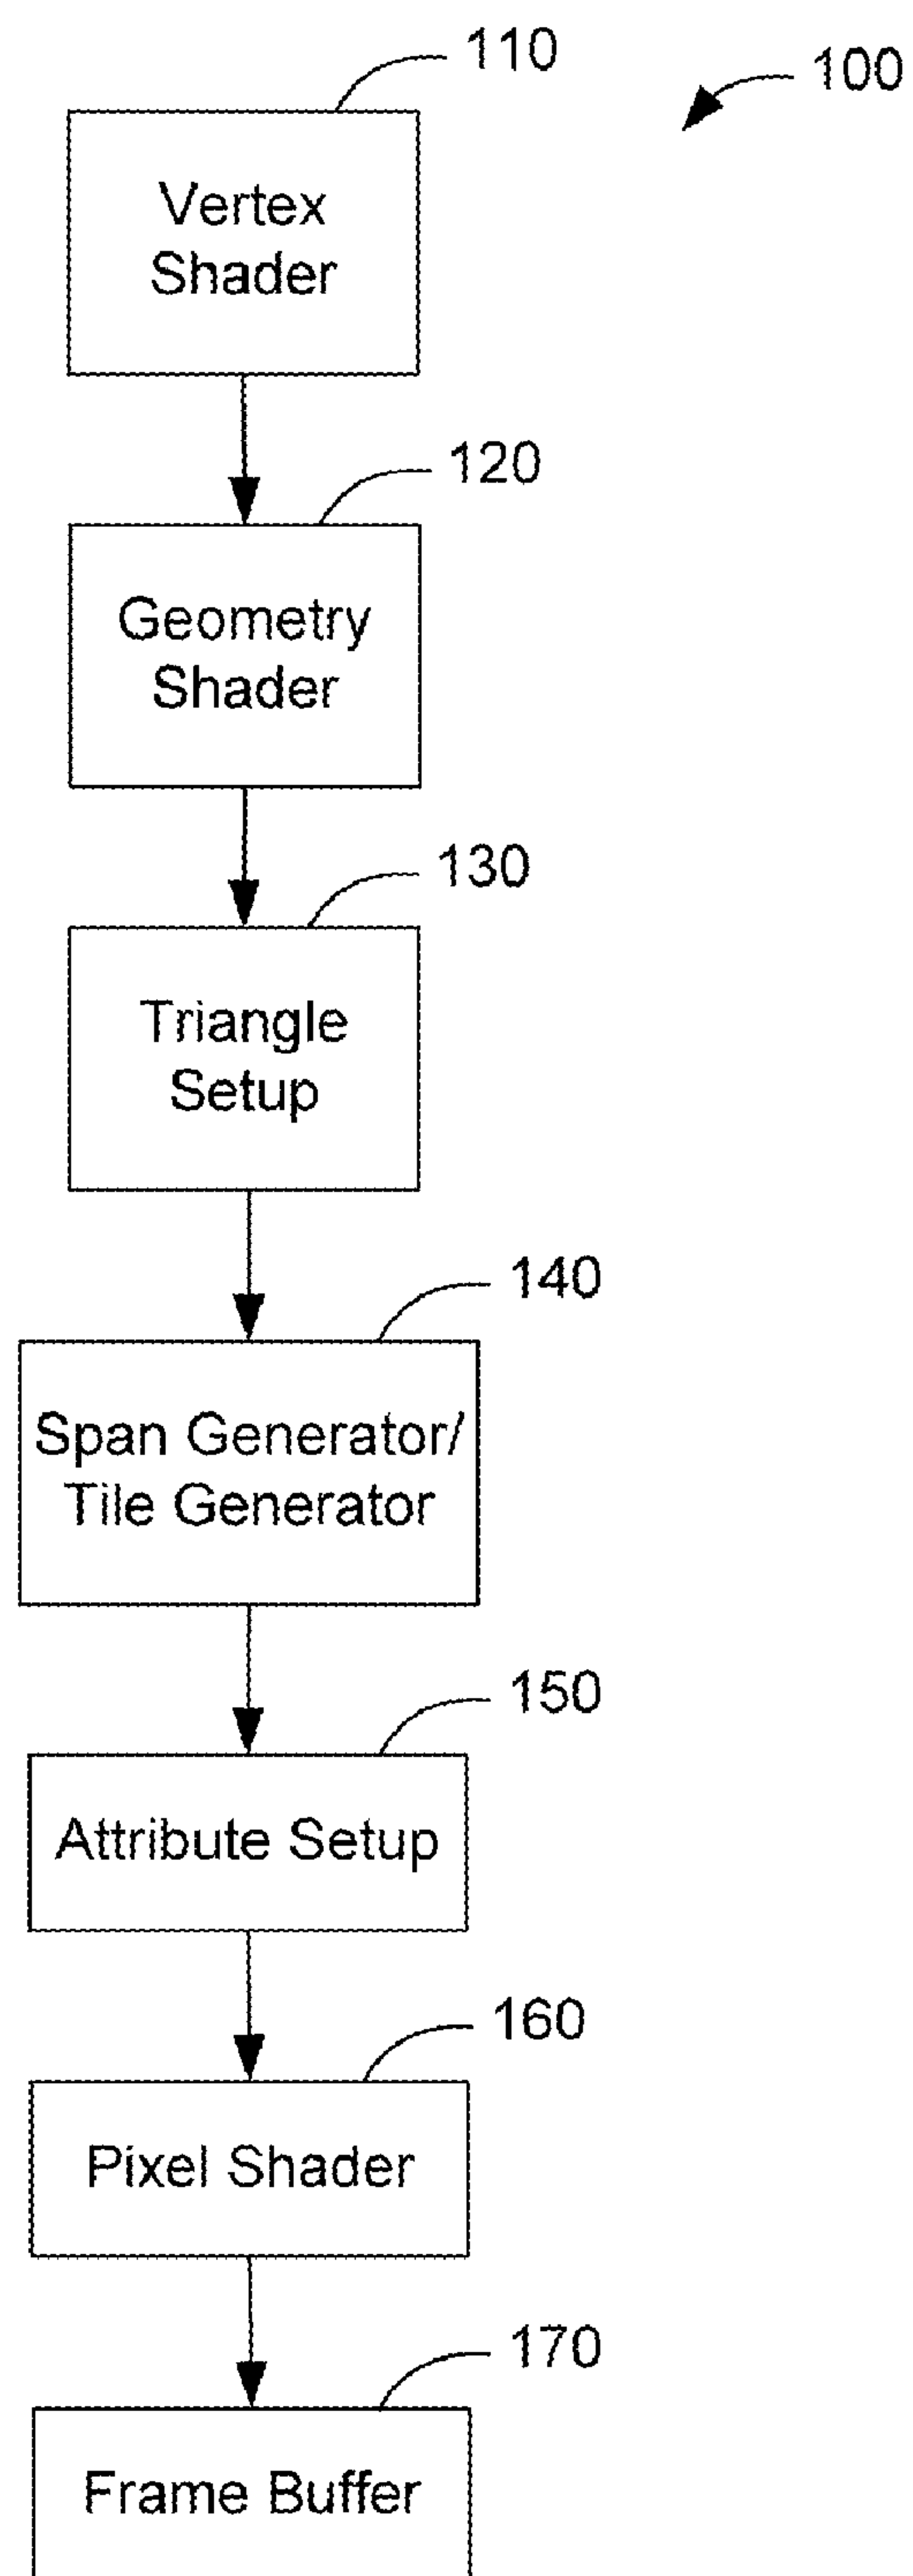 110
100
Vertex
Shader
120
Geometry
Shader
130
Triangle
Setup
140
Span Generator/
Tile Generator
150
Attribute Setup
160
Pixel Shader
170
Frame Buffer